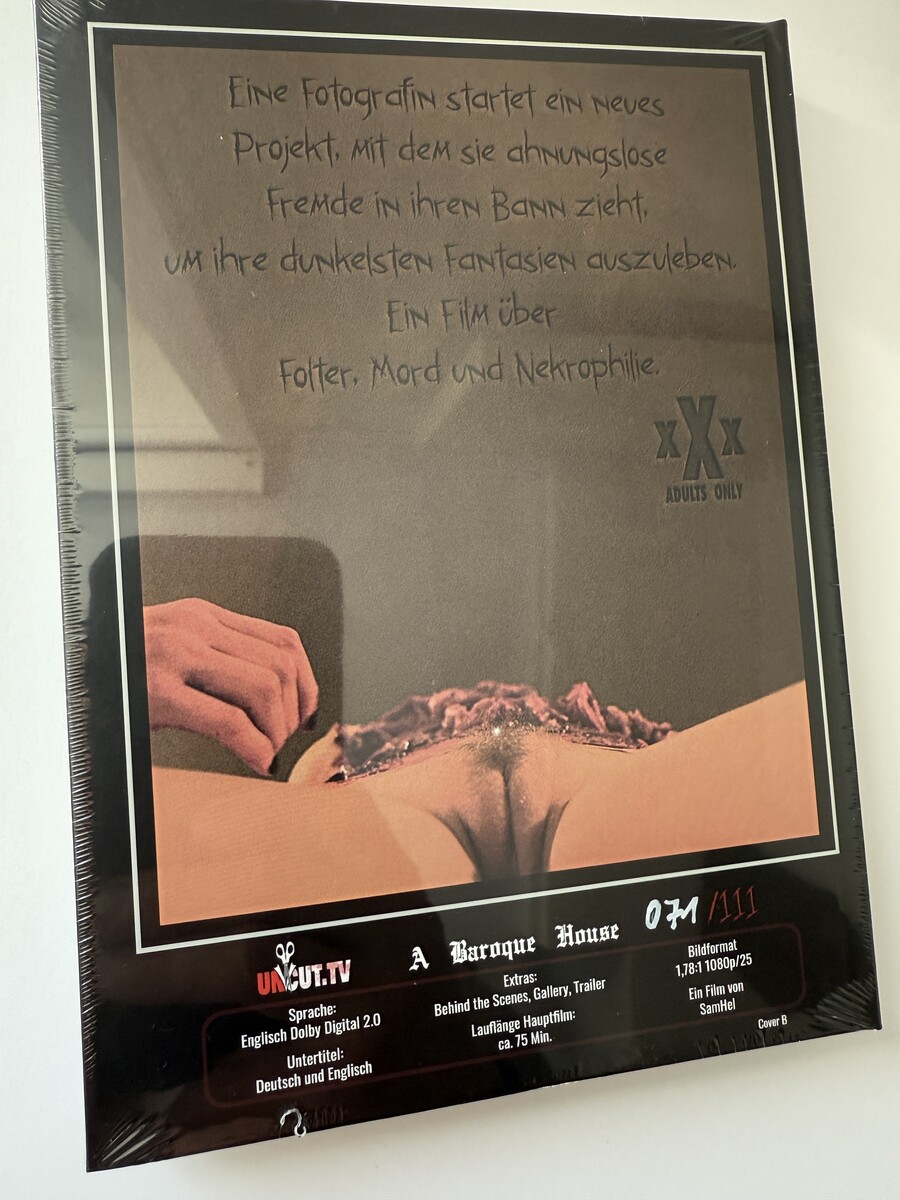 Eine Fotografin startet ein neues
Projekt, mit dem sie ahnungslose
Fremde in ihren Bann zieht,
um ihre dunkelsten Fantasien auszuleben.
Ein Film über
Folter, Mord und Nekrophilie.
XXX
ADULTS ONLY
071/111
A Baroque House
UNCUT.TV
Sprache:
Englisch Dolby Digital 2.0
Untertitel:
Deutsch und Englisch
Extras:
Behind the Scenes, Gallery, Trailer
Lauflänge Hauptfilm:
ca. 75 Min.
Bildformat
1,78:1 1080p/25
Ein Film von
SamHel
Cover B